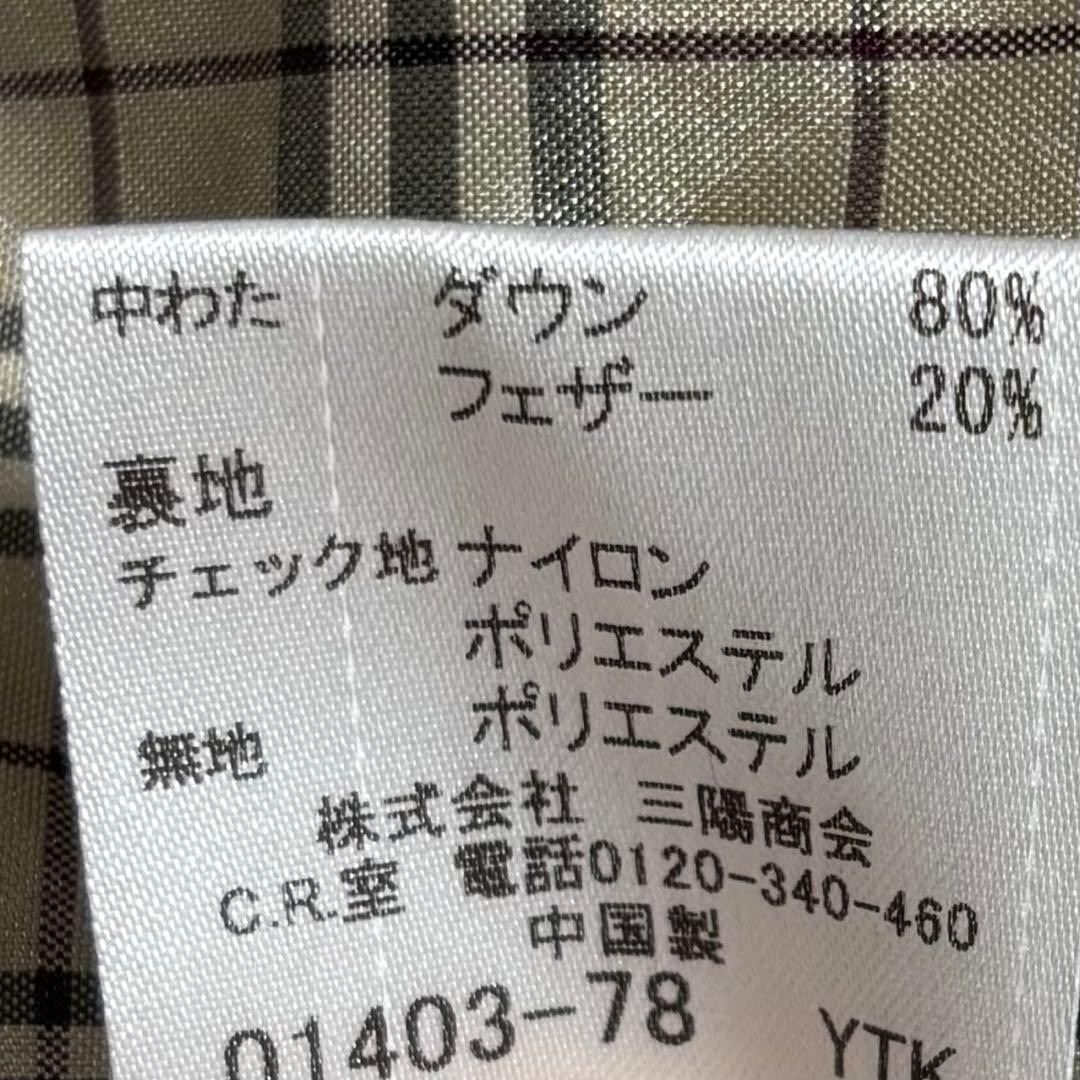 中わた ダウン 80%
フェザー 20%
裏地
チェック地 ナイロン
ポリエステル
無地 ポリエステル
株式会社 三陽商会
C.R.室 電話0120-340-460
中国製
01403-78 YTK